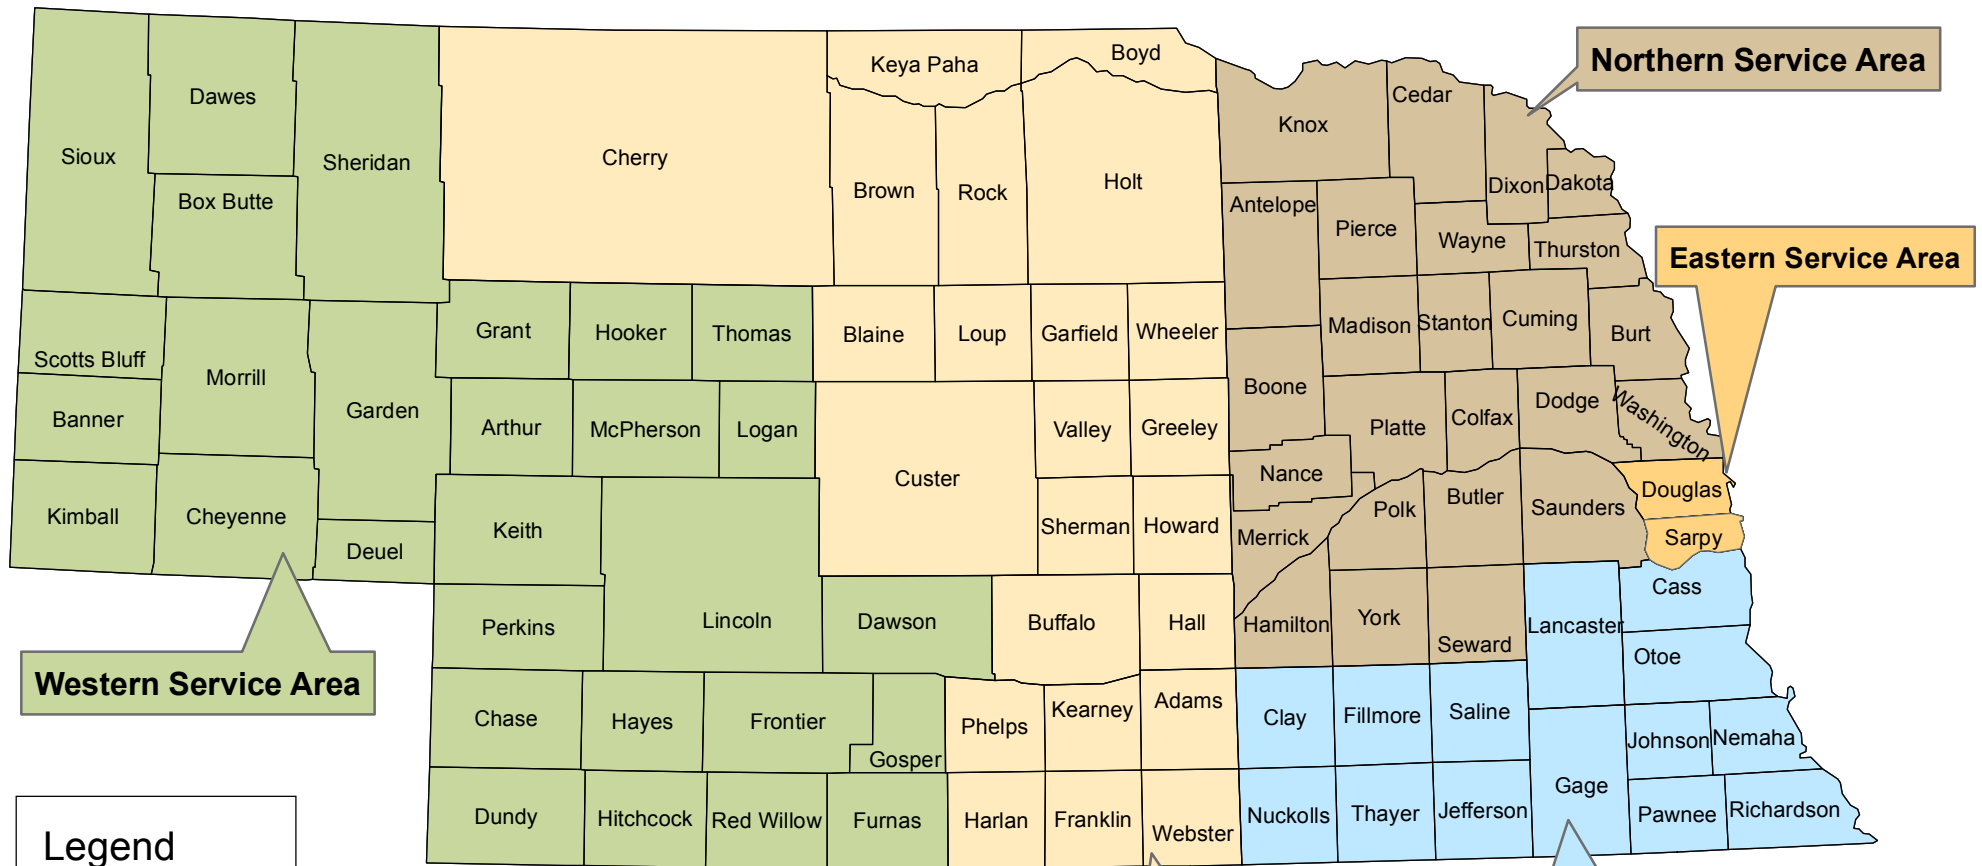 Northern Service Area
Eastern Service Area
Western Service Area
Legend
Sioux
Dawes
Box Butte
Sheridan
Scotts Bluff
Banner
Kimball
Morrill
Cheyenne
Garden
Deuel
Cherry
Keya Paha
Boyd
Brown
Rock
Holt
Grant
Hooker
Thomas
Blaine
Loup
Garfield
Wheeler
Arthur
McPherson
Logan
Custer
Valley
Greeley
Sherman
Howard
Keith
Perkins
Lincoln
Dawson
Buffalo
Hall
Chase
Hayes
Frontier
Gosper
Phelps
Kearney
Adams
Dundy
Hitchcock
Red Willow
Furnas
Harlan
Franklin
Webster
Knox
Cedar
Dixon
Dakota
Antelope
Pierce
Wayne
Thurston
Madison
Stanton
Cuming
Burt
Boone
Platte
Colfax
Dodge
Washington
Nance
Merrick
Polk
Butler
Saunders
Hamilton
York
Seward
Douglas
Sarpy
Cass
Lancaster
Otoe
Clay
Fillmore
Saline
Gage
Johnson
Nemaha
Nuckolls
Thayer
Jefferson
Pawnee
Richardson